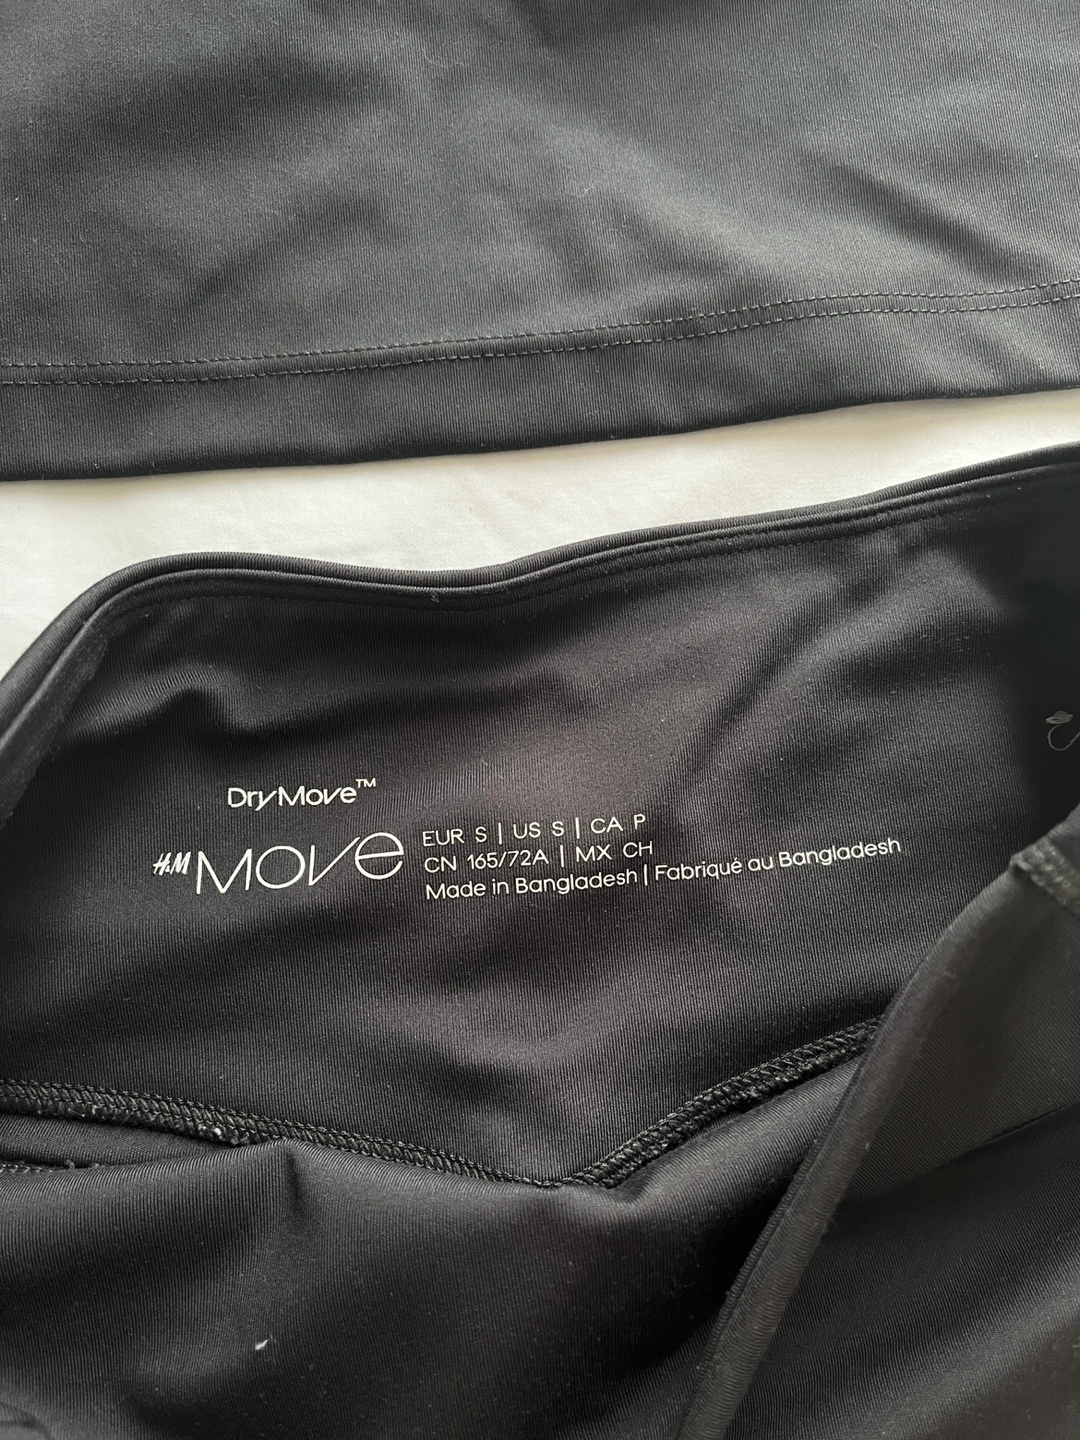 DryMove™
H&M MOVE
EUR S | US S | CA P
CN 165/72A | MX CH
Made in Bangladesh | Fabriqué au Bangladesh